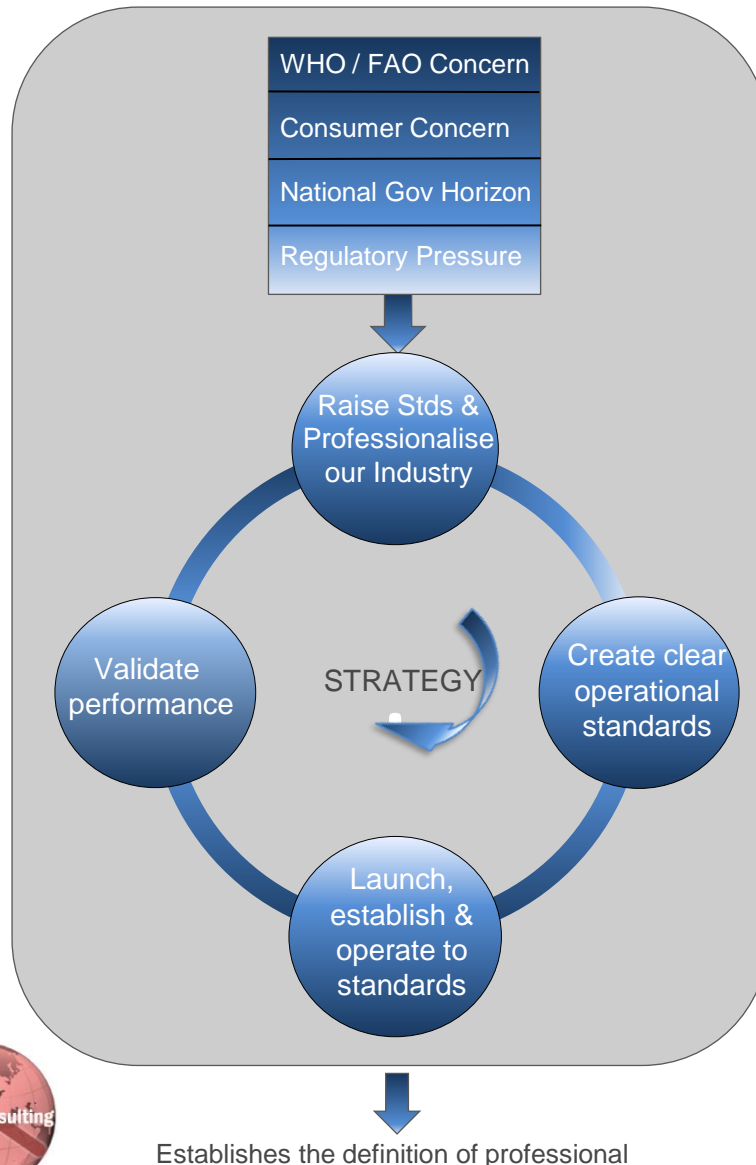 WHO / FAO Concern
Consumer Concern
National Gov Horizon
Regulatory Pressure
Raise Stds &
Professionalise
our Industry
Validate
performance
STRATEGY
Create clear
operational
standards
Launch,
establish &
operate to
standards
Establishes the definition of professional